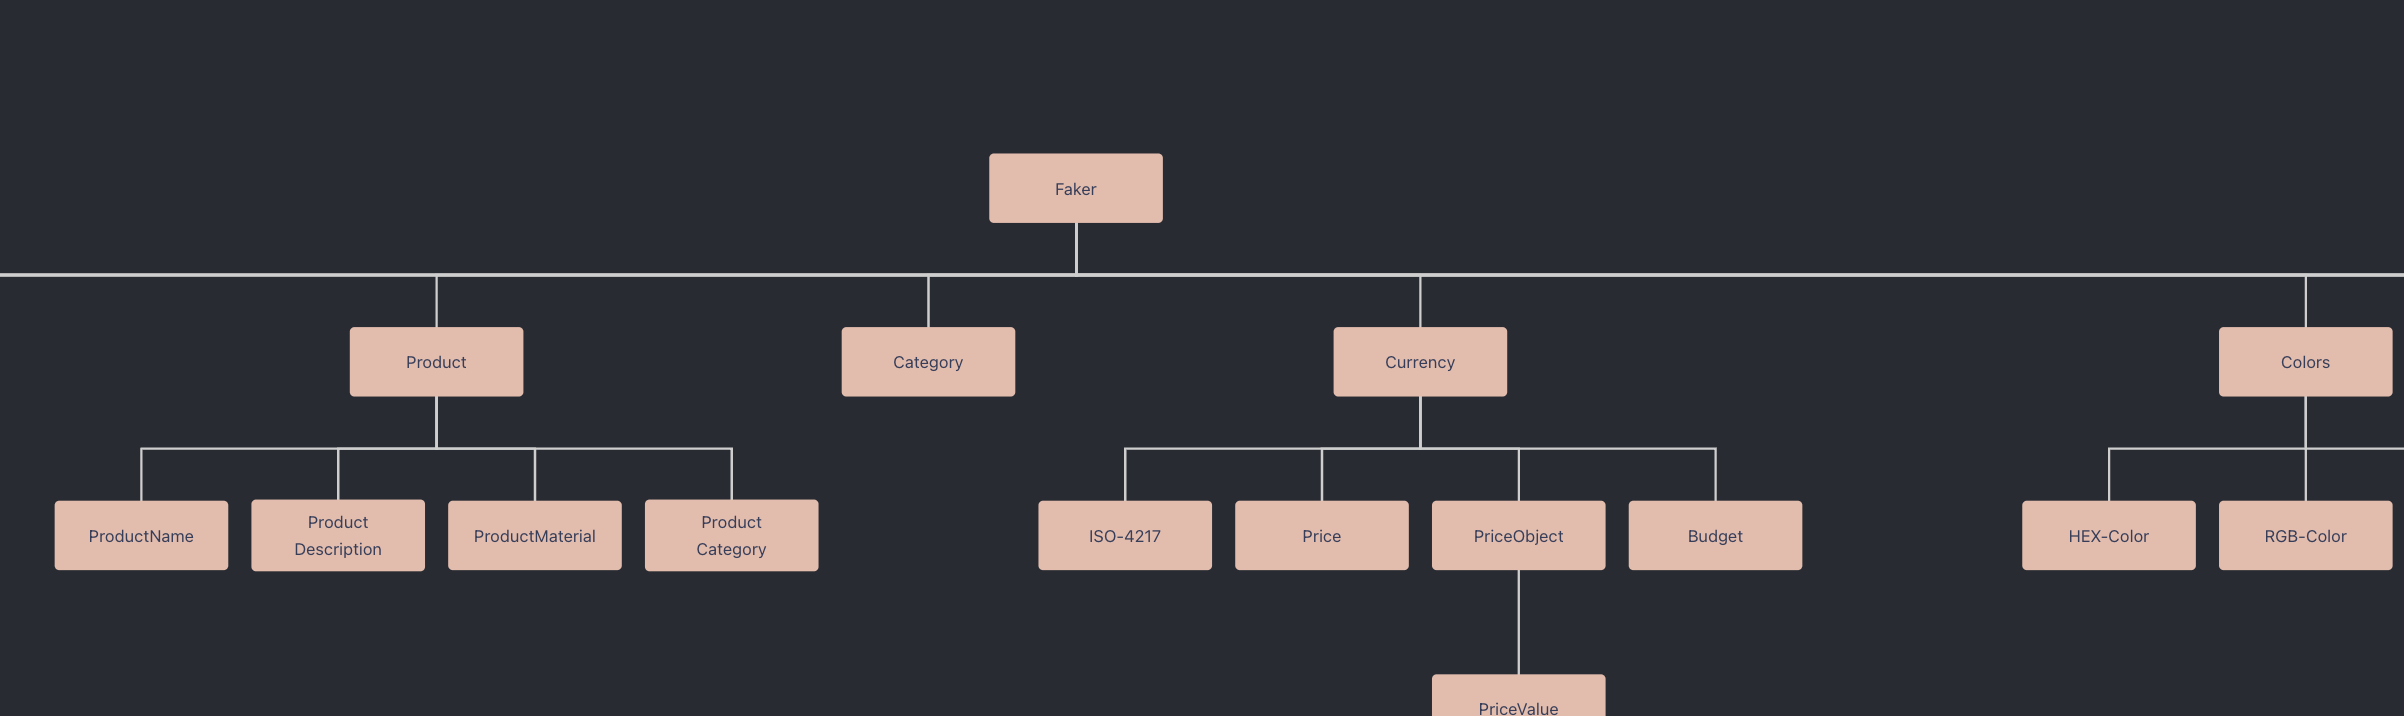 Faker
Product
Category
Currency
Colors
ProductName
Product
Description
ProductMaterial
Product
Category
ISO-4217
Price
PriceObject
Budget
HEX-Color
RGB-Color
PriceValue